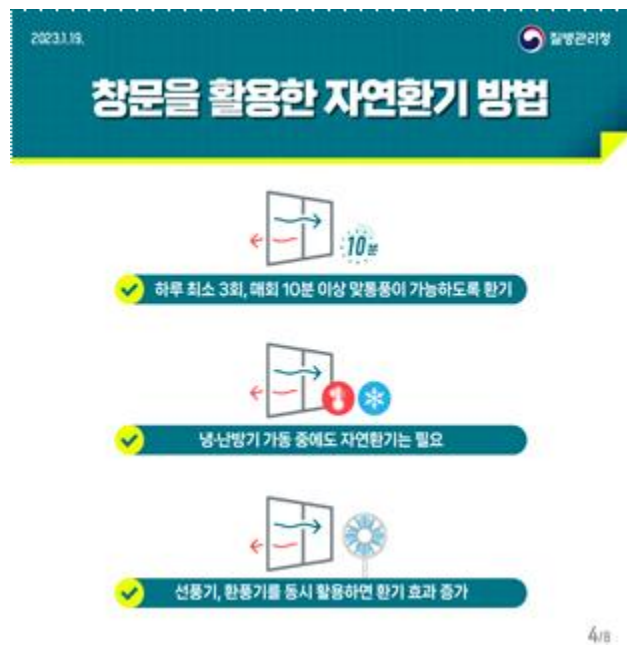 2023.1.19.
질병관리청
창문을 활용한 자연환기 방법
10분
하루 최소 3회, 매회 10분 이상 맞통풍이 가능하도록 환기
냉·난방기 가동 중에도 자연환기는 필요
선풍기, 환풍기를 동시 활용하면 환기 효과 증가
4/8